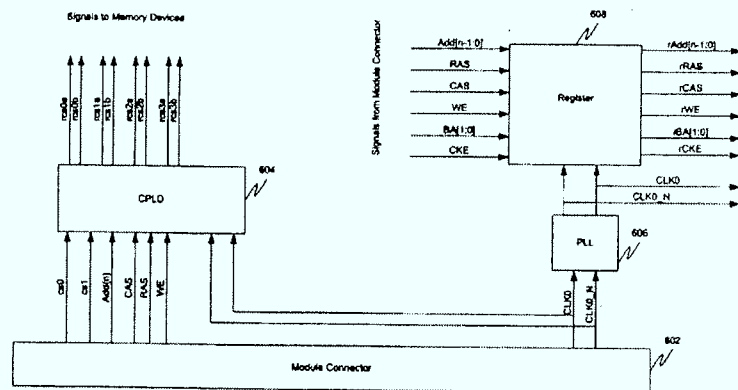 Signals to Memory Devices
rcs0a
rcs0b
rcs1a
rcs1b
rcs2a
rcs2b
rcs3a
rcs3b
604
CPLD
cs0
cs1
Add[n]
CAS
RAS
WE
Signals from Module Connector
608
Add[n-1:0]
RAS
CAS
WE
BA[1:0]
CKE
Register
rAdd[n-1:0]
rRAS
rCAS
rWE
rBA[1:0]
rCKE
CLK0
CLK0_N
606
PLL
CLK0
CLK0_N
602
Module Connector